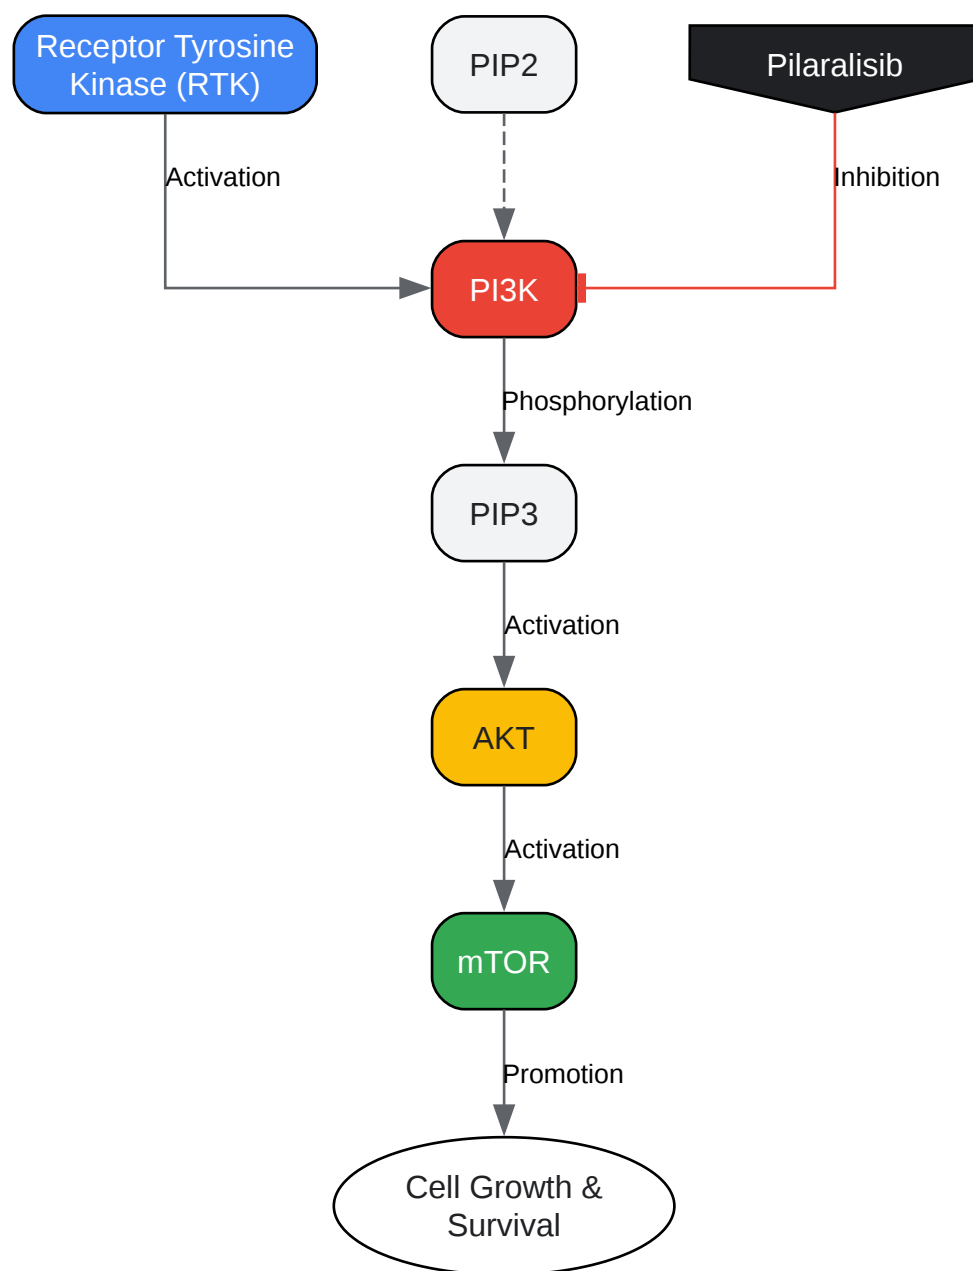 Receptor Tyrosine
Kinase (RTK)
PIP2
Pilaralisib
Activation
Inhibition
PI3K
Phosphorylation
PIP3
Activation
AKT
Activation
mTOR
Promotion
Cell Growth &
Survival